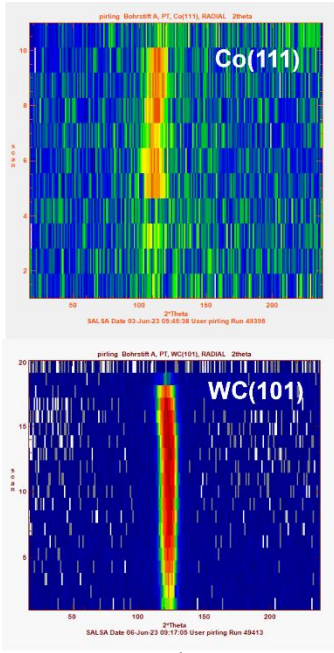 pirling Bohrstift A, PT, Co(111), RADIAL 2theta
Co(111)
10
8
6
4
2
scan
50 100 150 200
2*Theta
SALSA Date 03-Jun-23 05:45:38 User pirling Run 49395
pirling Bohrstift A, PT, WC(101), RADIAL 2theta
WC(101)
20
15
10
5
scan
50 100 150 200
2*Theta
SALSA Date 06-Jun-23 09:17:05 User pirling Run 49413